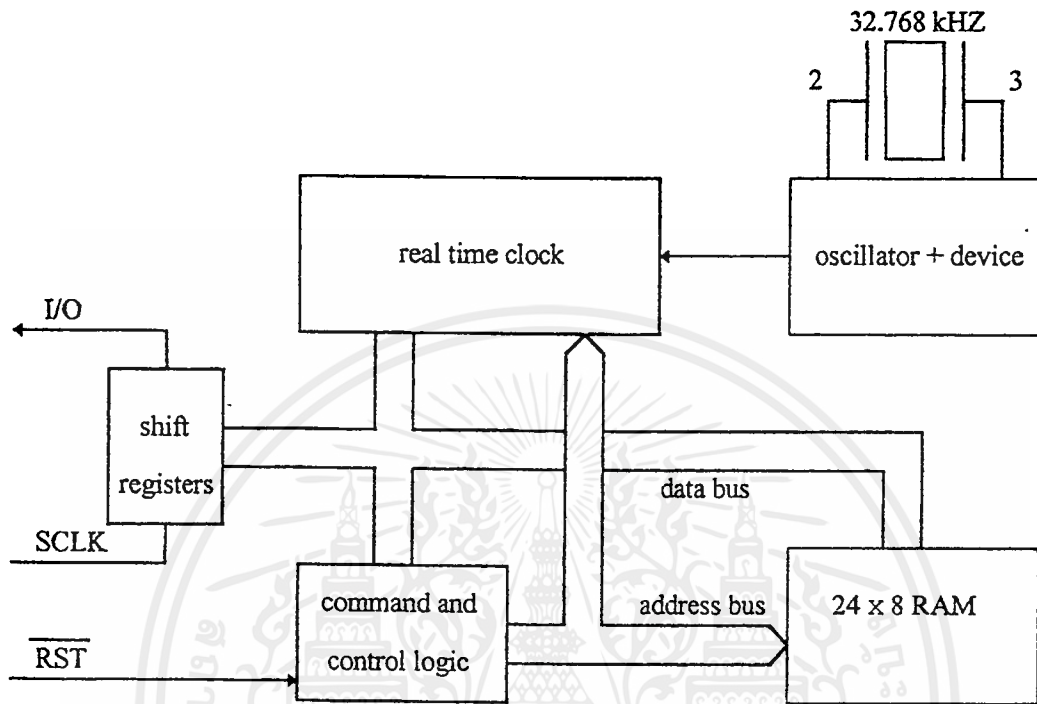 32.768 kHZ
2 3
real time clock
oscillator + device
I/O
shift
registers
data bus
SCLK
command and
control logic
address bus
24 x 8 RAM
RST